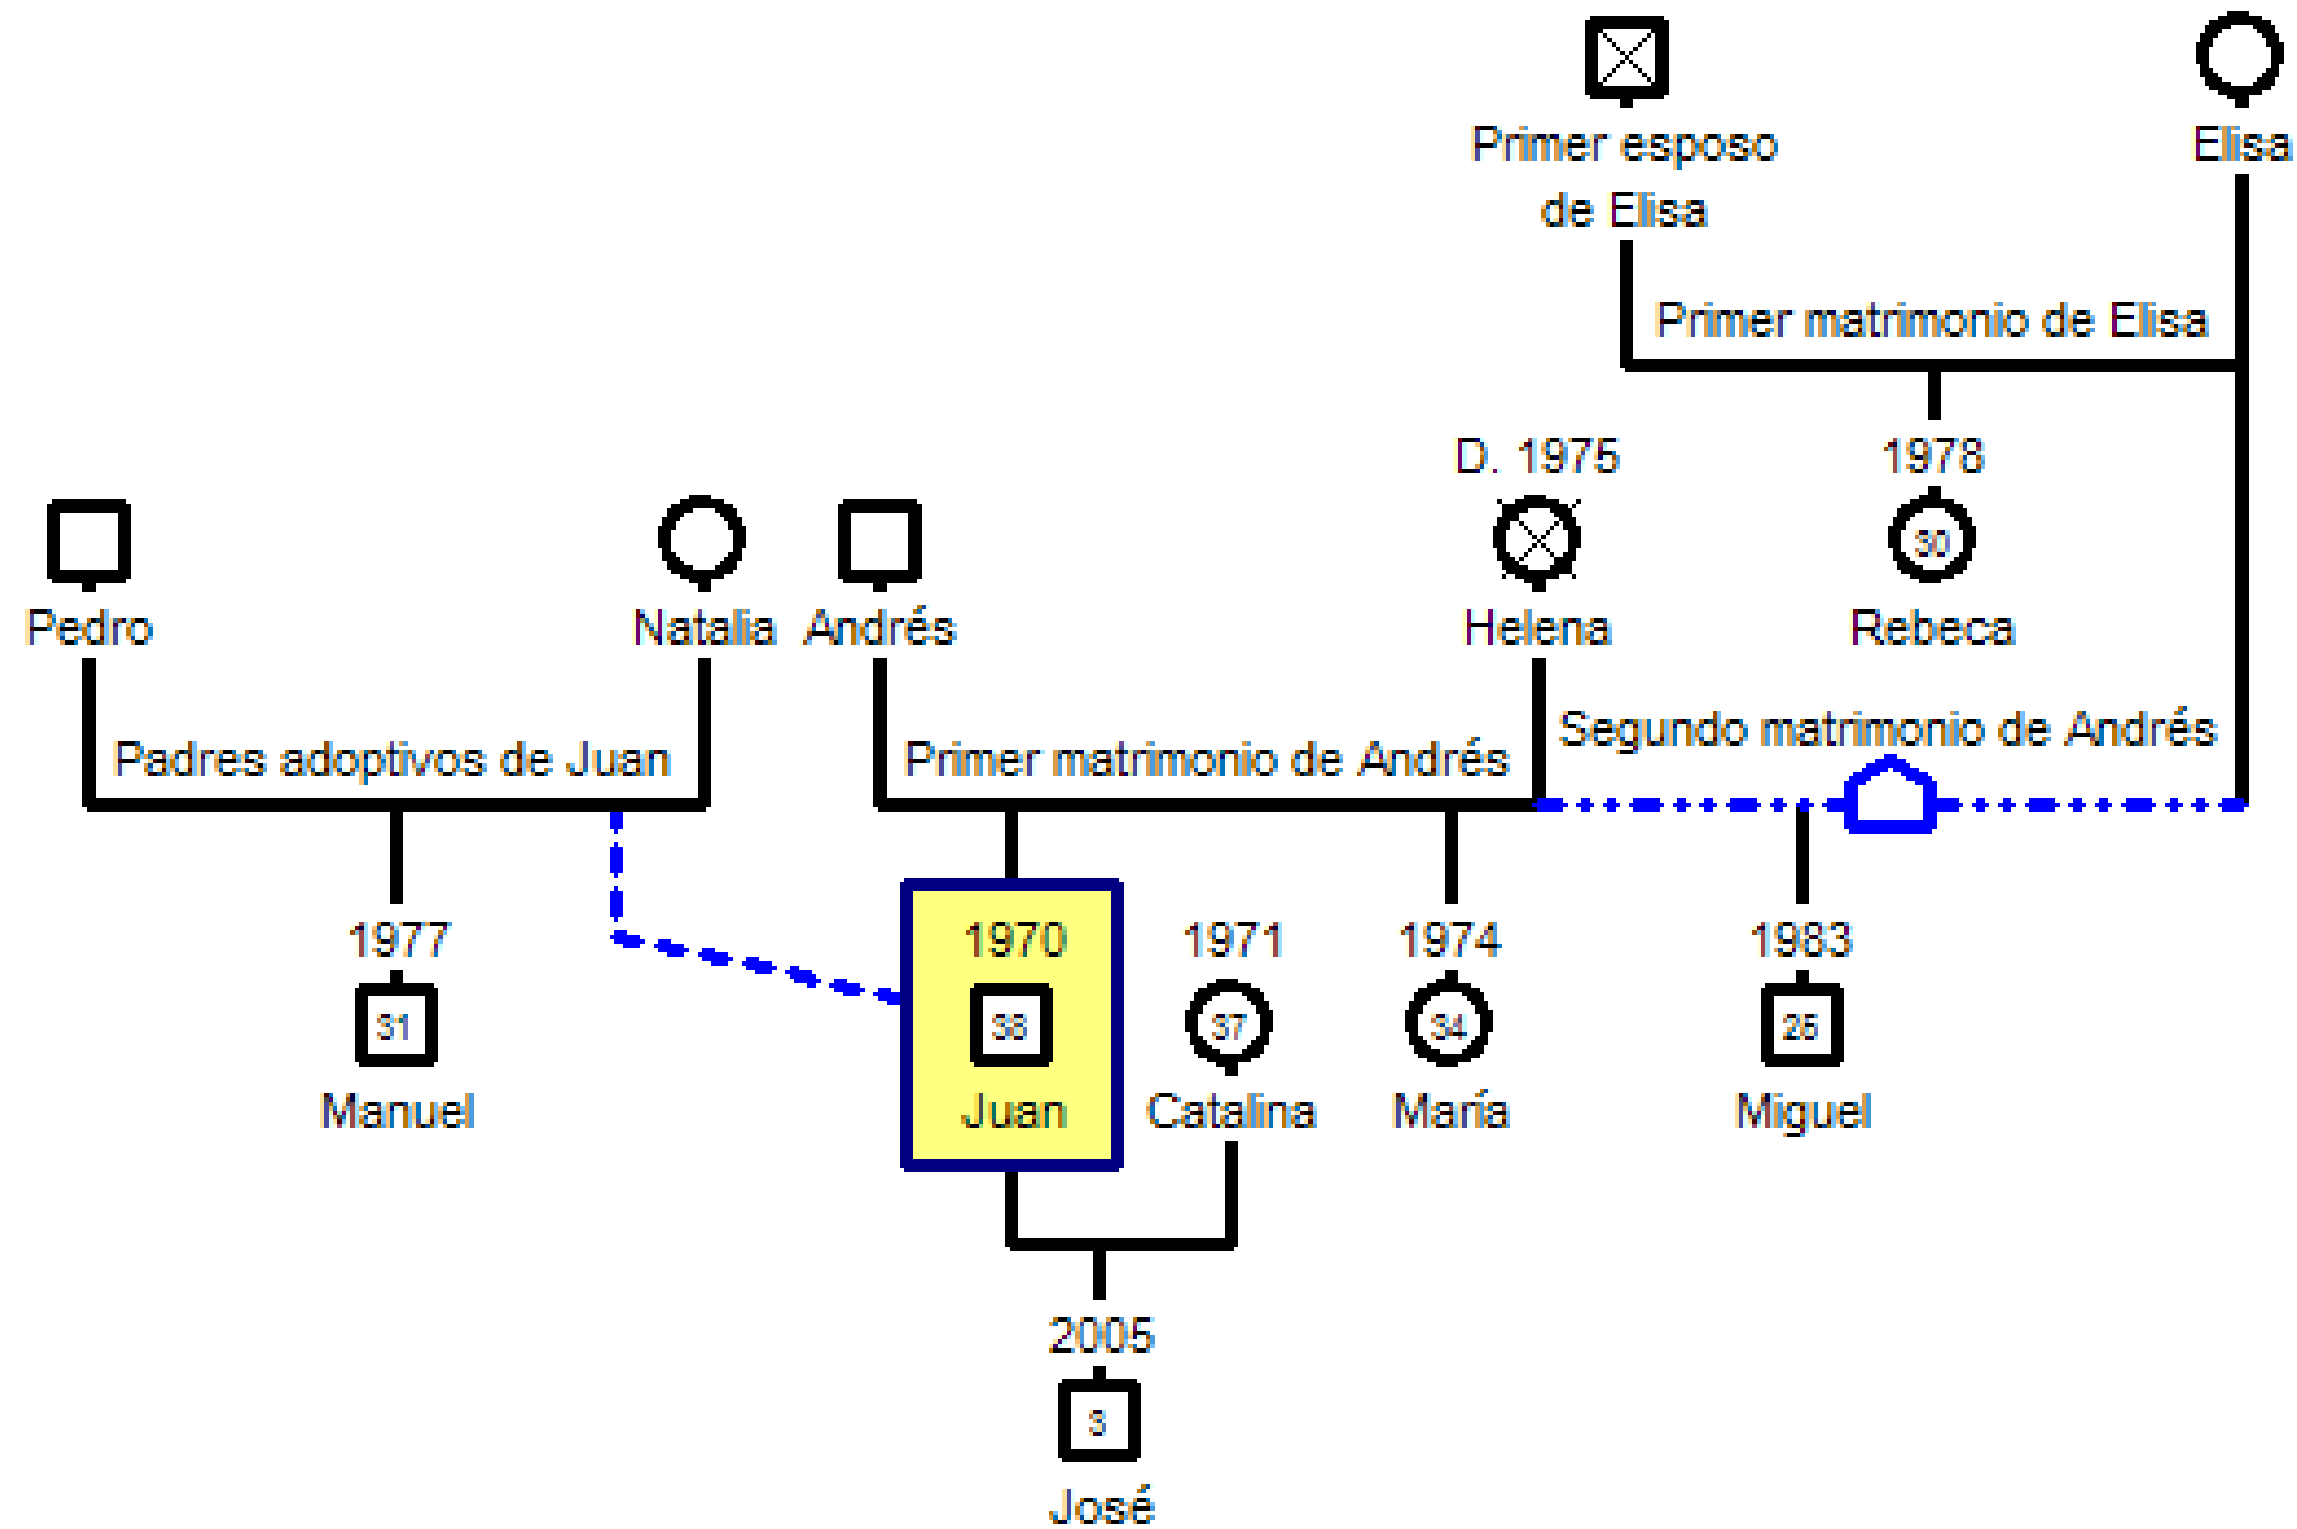 Primer esposo
de Elisa
Elisa
Primer matrimonio de Elisa
D. 1975
1978
30
Pedro
Natalia
Andrés
Helena
Rebeca
Padres adoptivos de Juan
Primer matrimonio de Andrés
Segundo matrimonio de Andrés
1977
1970
1971
1974
1983
31
38
37
34
25
Manuel
Juan
Catalina
María
Miguel
2005
3
José